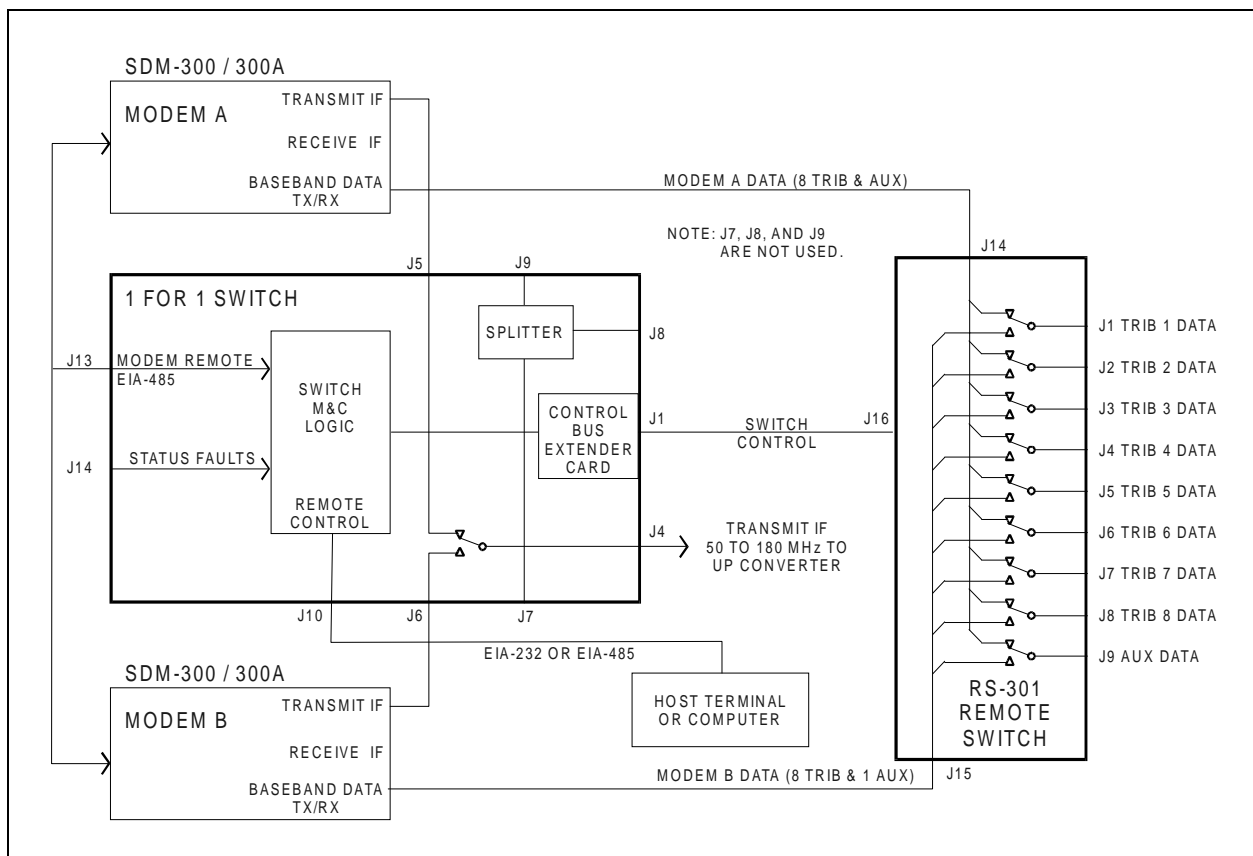 SDM-300 / 300A
MODEM A
TRANSMIT IF
RECEIVE IF
BASEBAND DATA
TX/RX
MODEM A DATA (8 TRIB & AUX)
NOTE: J7, J8, AND J9
ARE NOT USED.
J5
J9
J14
1 FOR 1 SWITCH
SPLITTER
J8
J13
MODEM REMOTE
EIA-485
SWITCH
M&C
LOGIC
CONTROL
BUS
EXTENDER
CARD
J1
SWITCH
CONTROL
J16
J14
STATUS FAULTS
REMOTE
CONTROL
J4
TRANSMIT IF
50 TO 180 MHz TO
UP CONVERTER
J10
J6
J7
EIA-232 OR EIA-485
HOST TERMINAL
OR COMPUTER
J1 TRIB 1 DATA
J2 TRIB 2 DATA
J3 TRIB 3 DATA
J4 TRIB 4 DATA
J5 TRIB 5 DATA
J6 TRIB 6 DATA
J7 TRIB 7 DATA
J8 TRIB 8 DATA
J9 AUX DATA
RS-301
REMOTE
SWITCH
J15
SDM-300 / 300A
MODEM B
TRANSMIT IF
RECEIVE IF
BASEBAND DATA
TX/RX
MODEM B DATA (8 TRIB & 1 AUX)